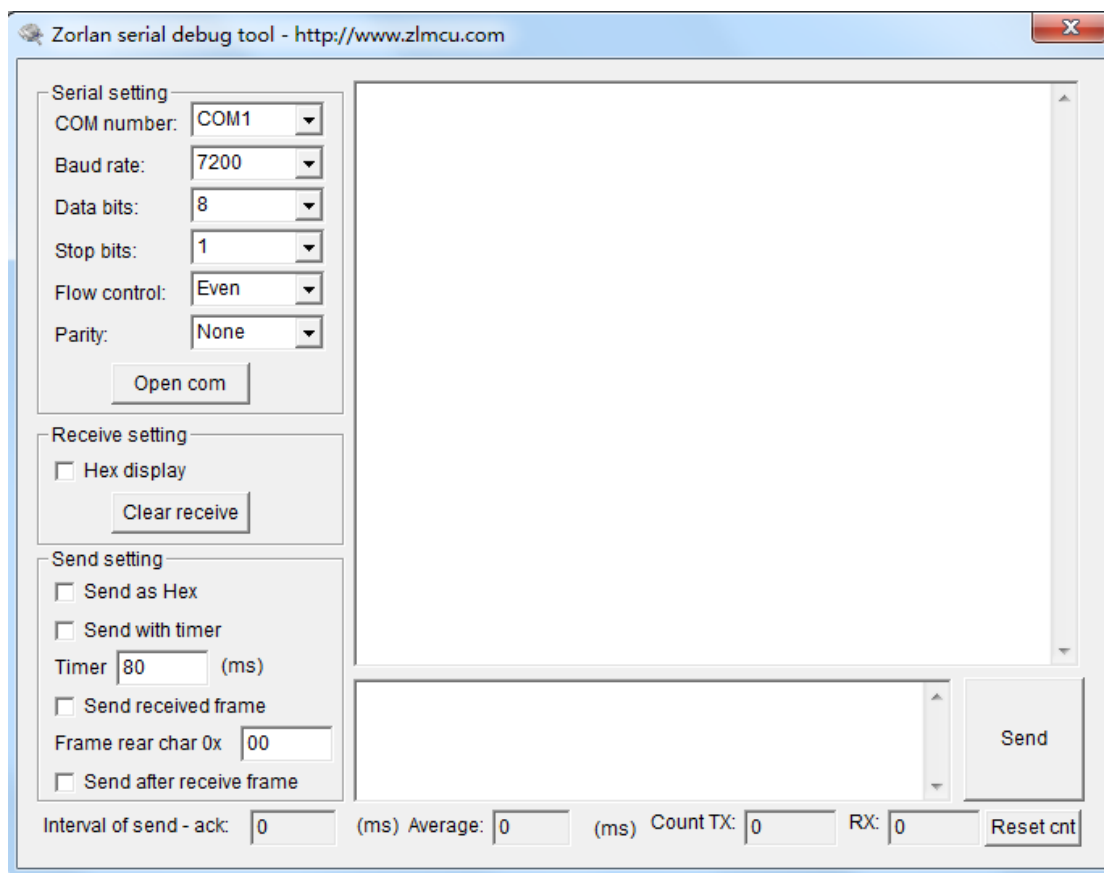 Zorlan serial debug tool - http://www.zlmcu.com
X
Serial setting
COM number: COM1
Baud rate: 7200
Data bits: 8
Stop bits: 1
Flow control: Even
Parity: None
Open com
Receive setting
Hex display
Clear receive
Send setting
Send as Hex
Send with timer
Timer 80 (ms)
Send received frame
Frame rear char 0x 00
Send after receive frame
Send
Interval of send - ack: 0 (ms) Average: 0 (ms) Count TX: 0 RX: 0 Reset cnt